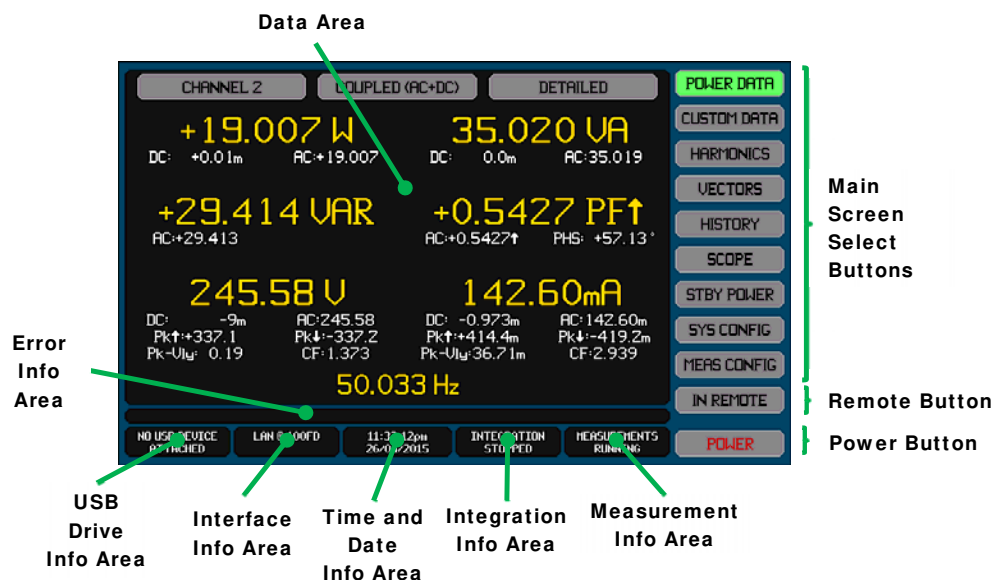 Data Area
CHANNEL 2
COUPLED (AC+DC)
DETAILED
+19.007 W
DC: +0.01m AC:+19.007
35.020 VA
DC: 0.0m AC:35.019
+29.414 VAR
AC:+29.413
+0.5427 PF↑
AC:+0.5427↑ PHS: +57.13°
245.58 V
DC: -9m AC:245.58
Pk↑:+337.1 Pk↓:-337.2
Pk-Vly: 0.19 CF:1.373
142.60mA
DC: -0.973m AC:142.60m
Pk↑:+414.4m Pk↓:-419.2m
Pk-Vly:36.71m CF:2.939
50.033 Hz
NO USB DEVICE
ATTACHED
LAN @ 100FD
2015
INTEGRATION
STOPPED
MEASUREMENTS
RUNNING
POWER DATA
CUSTOM DATA
HARMONICS
VECTORS
HISTORY
SCOPE
STBY POWER
SYS CONFIG
MEAS CONFIG
IN REMOTE
POWER
Main
Screen
Select
Buttons
Remote Button
Power Button
Error
Info
Area
USB
Drive
Info Area
Interface
Info Area
Time and
Date
Info Area
Integration
Info Area
Measurement
Info Area